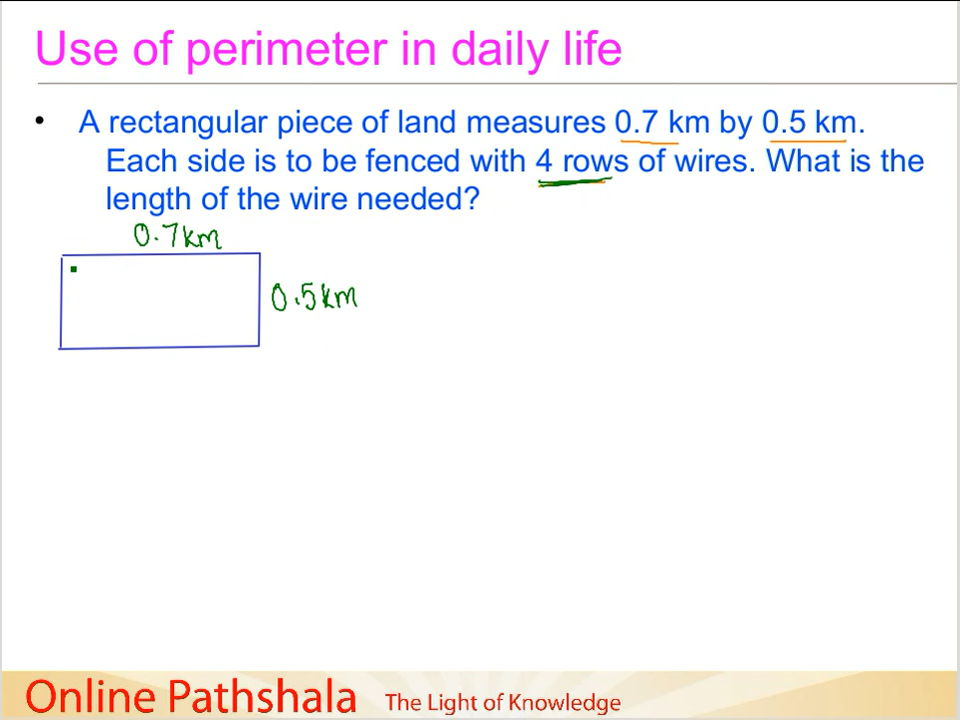 Use of perimeter in daily life
• A rectangular piece of land measures 0.7 km by 0.5 km.
Each side is to be fenced with 4 rows of wires. What is the
length of the wire needed?
0.7km
0.5km
Online Pathshala The Light of Knowledge